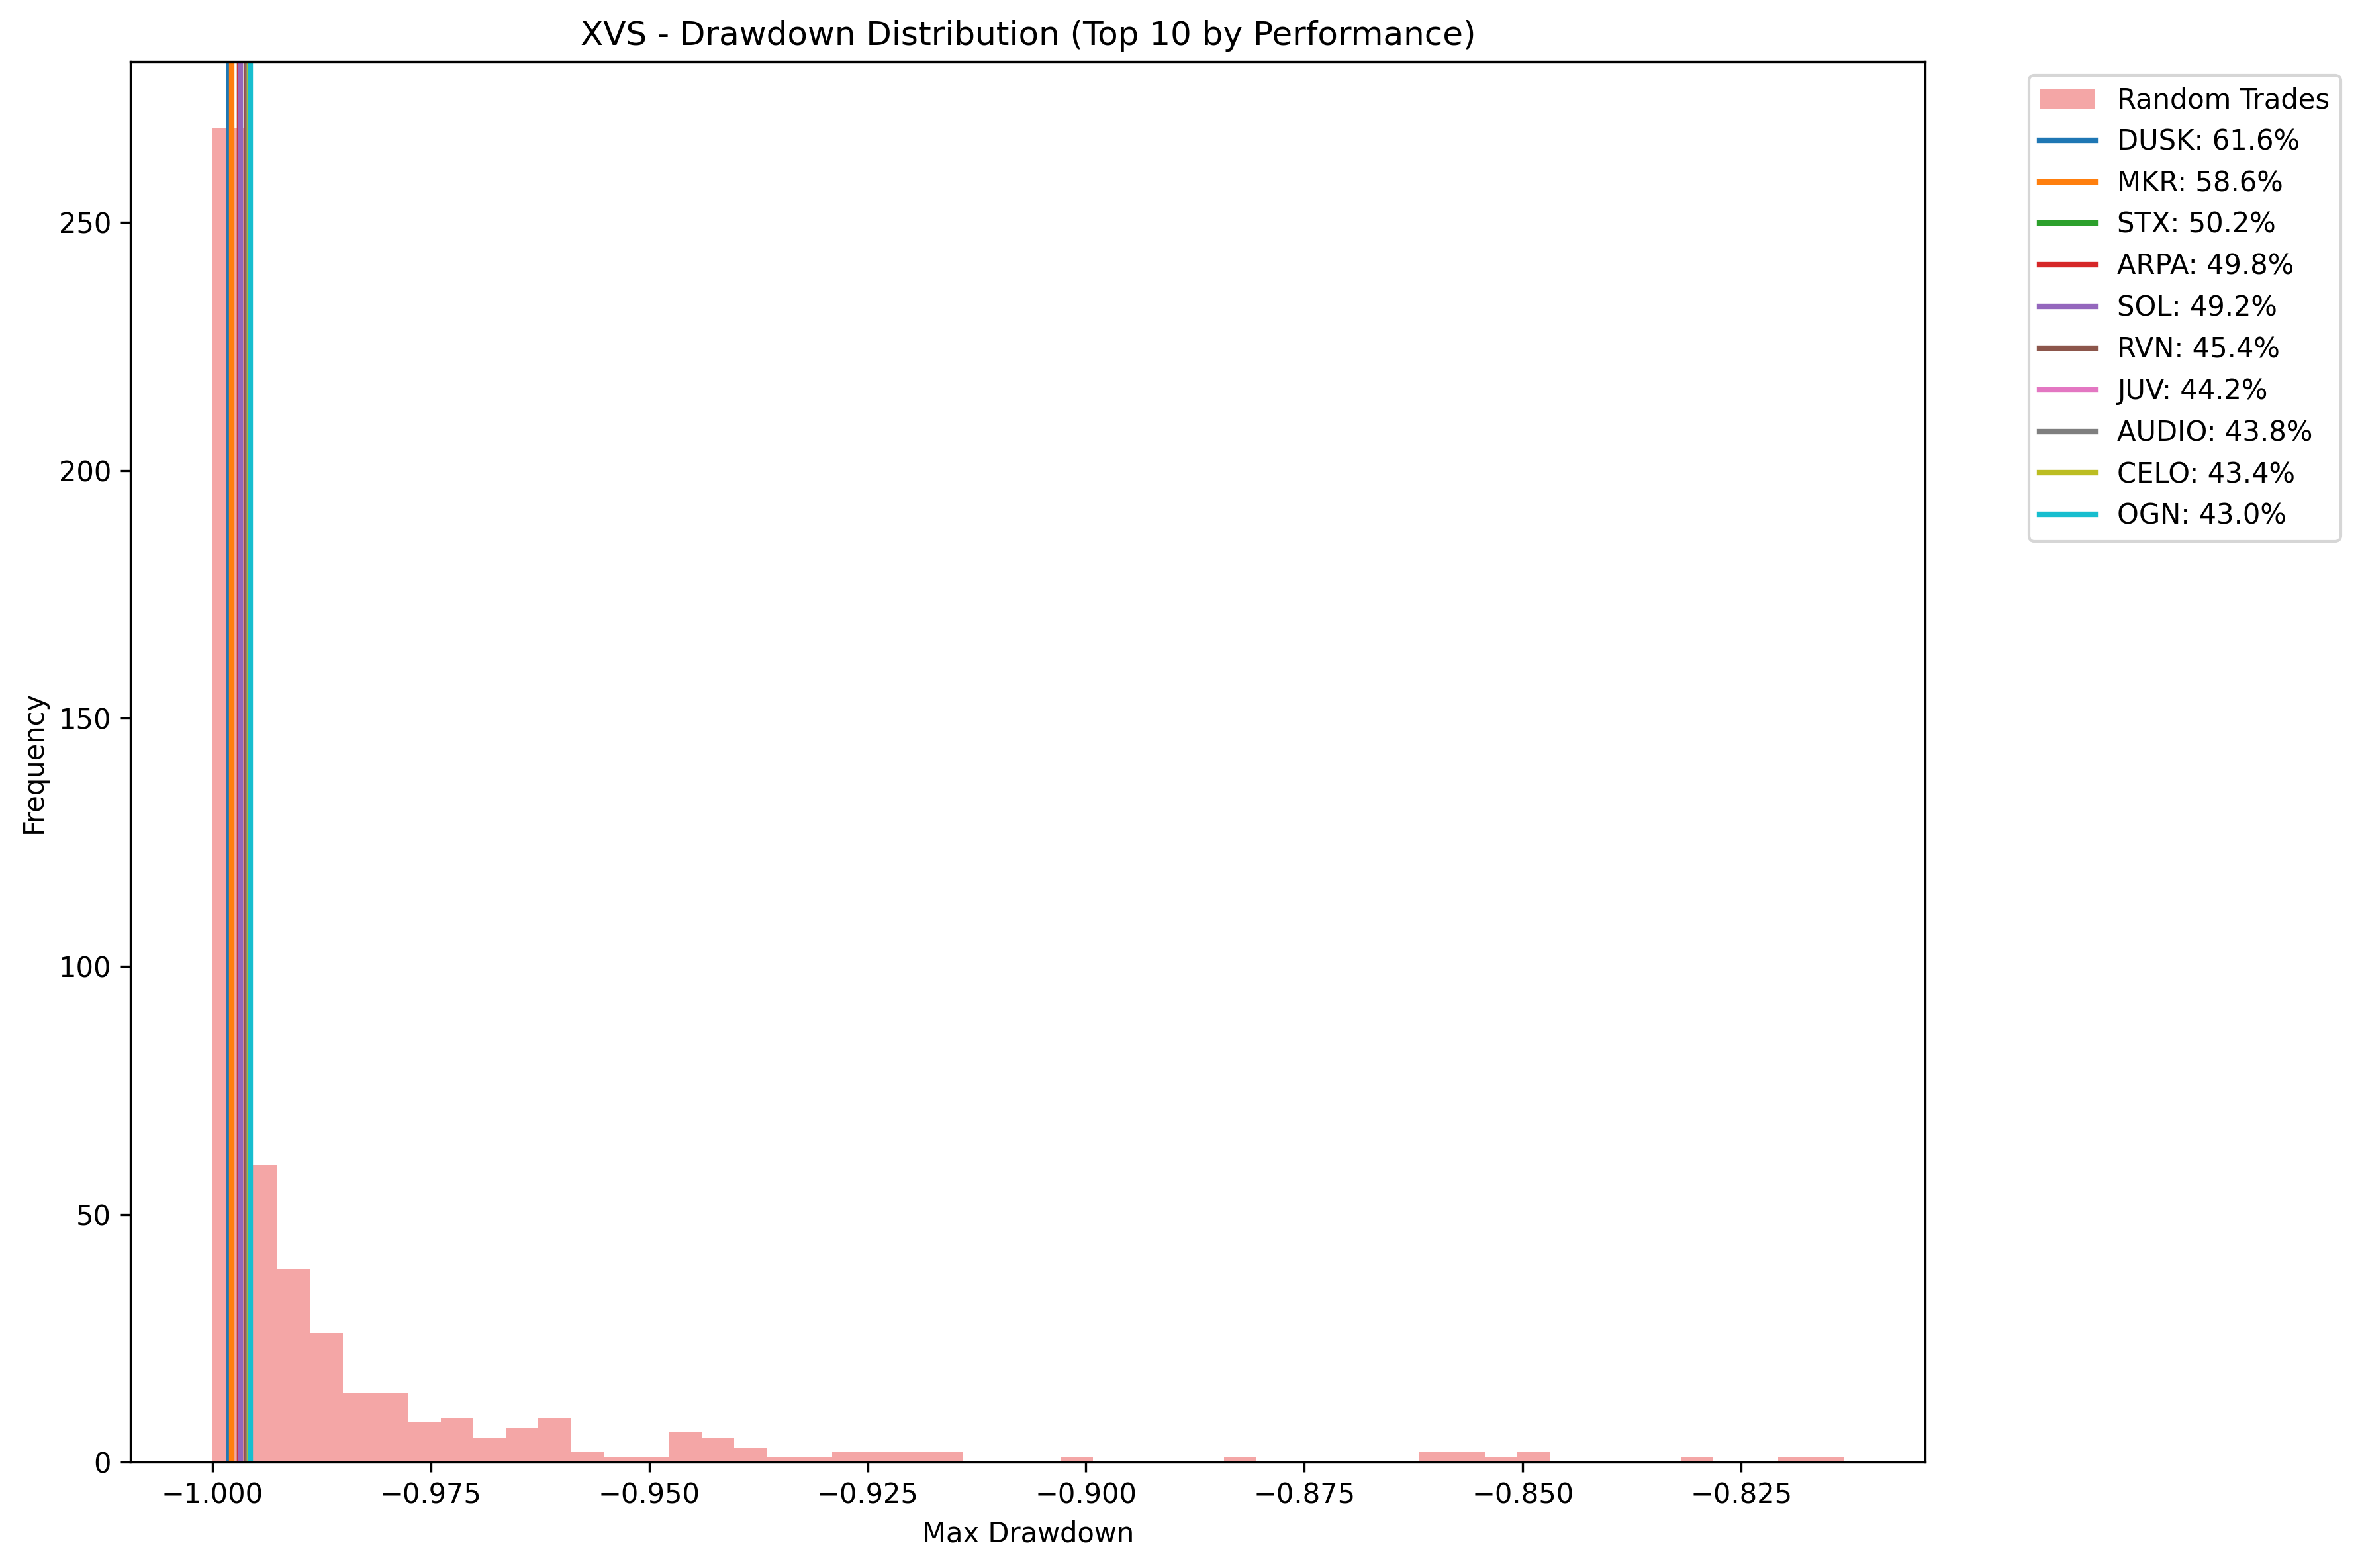 XVS - Drawdown Distribution (Top 10 by Performance)
Random Trades
DUSK: 61.6%
MKR: 58.6%
STX: 50.2%
ARPA: 49.8%
SOL: 49.2%
RVN: 45.4%
JUV: 44.2%
AUDIO: 43.8%
CELO: 43.4%
OGN: 43.0%
Frequency
250
200
150
100
50
0
−1.000 −0.975 −0.950 −0.925 −0.900 −0.875 −0.850 −0.825
Max Drawdown